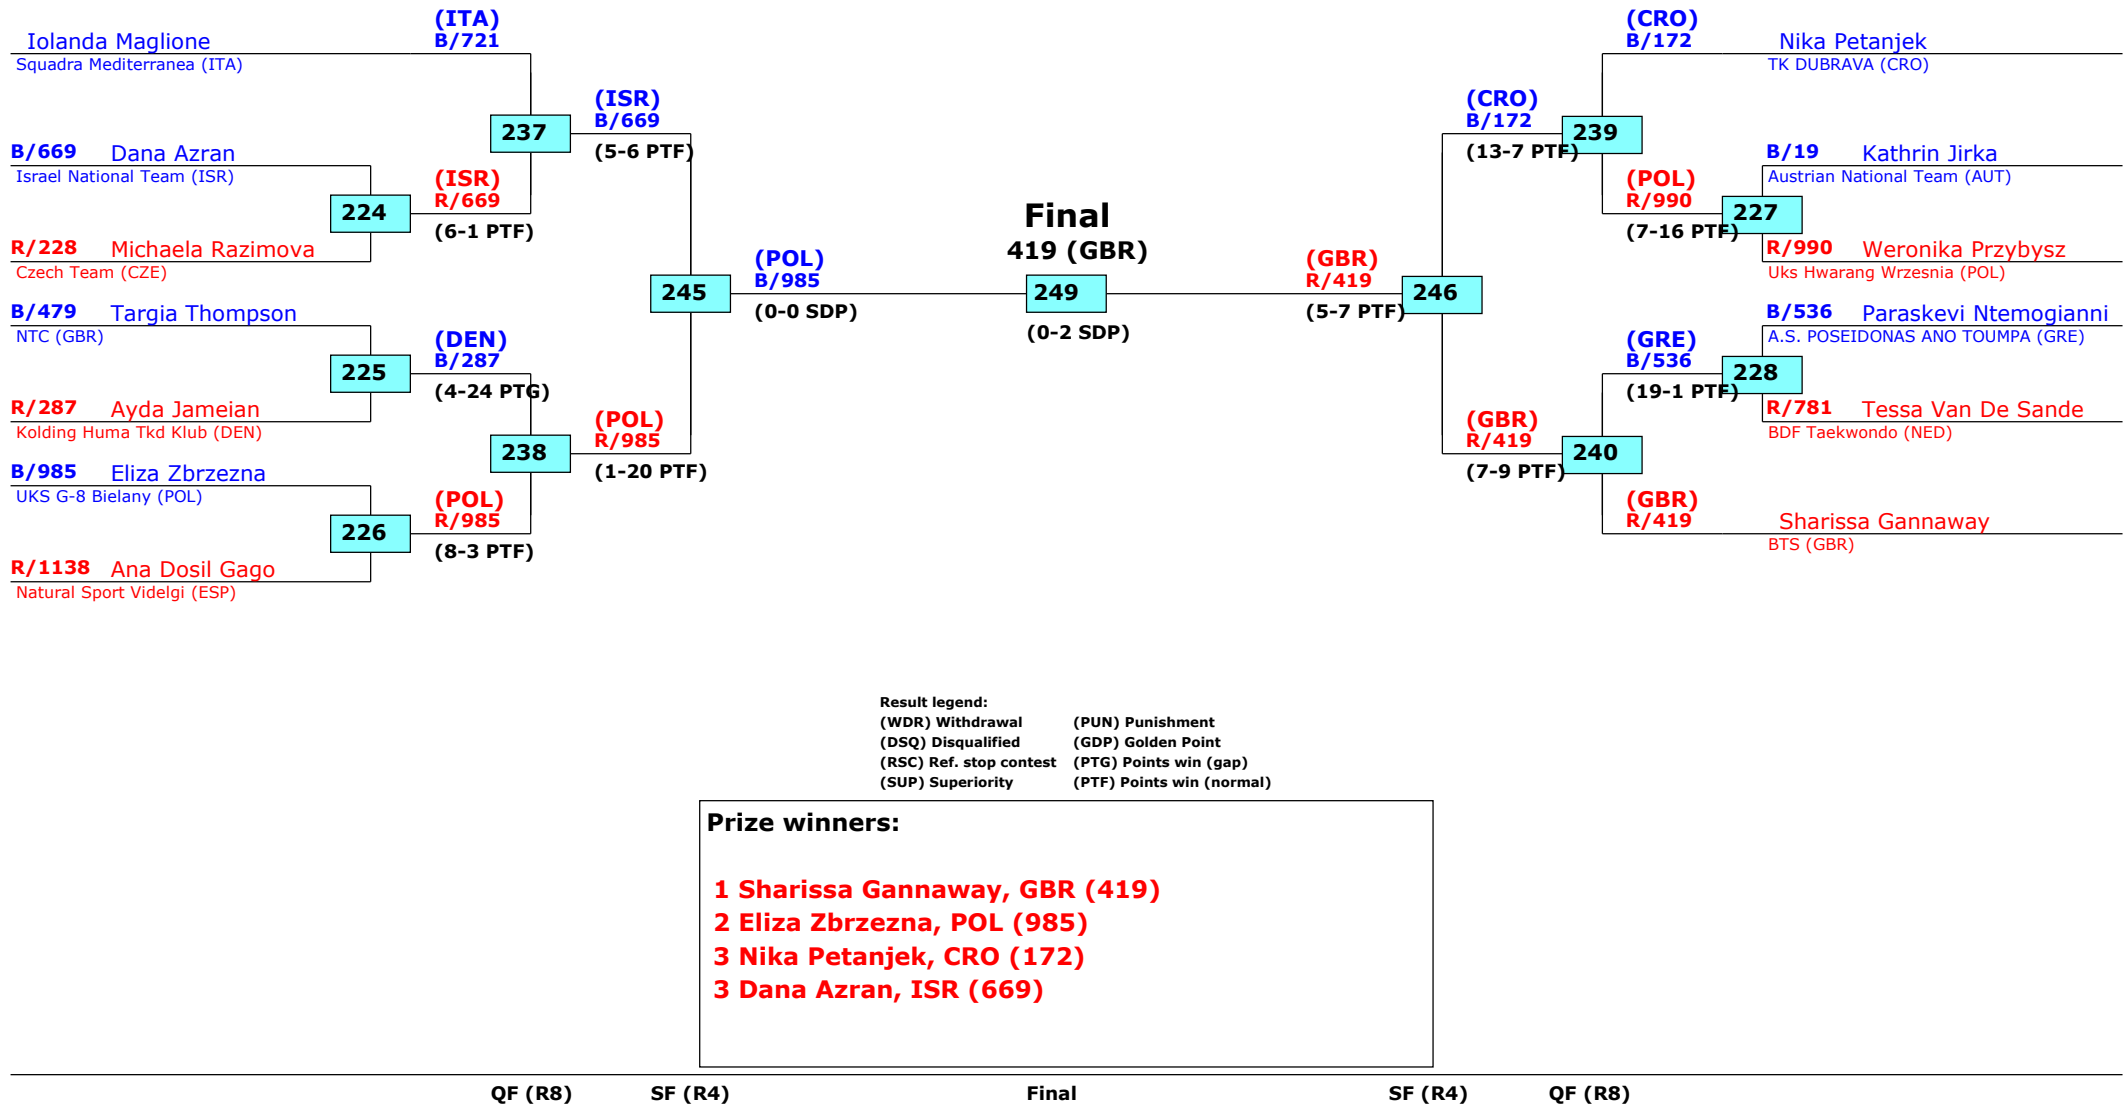 (ITA)
B/721
Iolanda Maglione
Squadra Mediterranea (ITA)
237
(ISR)
B/669
(5-6 PTF)
B/669 Dana Azran
Israel National Team (ISR)
224
(ISR)
R/669
(6-1 PTF)
R/228 Michaela Razimova
Czech Team (CZE)
245
(POL)
B/985
(0-0 SDP)
B/479 Targia Thompson
NTC (GBR)
225
(DEN)
B/287
(4-24 PTG)
R/287 Ayda Jameian
Kolding Huma Tkd Klub (DEN)
238
(POL)
R/985
(1-20 PTF)
B/985 Eliza Zbrzezna
UKS G-8 Bielany (POL)
226
(POL)
R/985
(8-3 PTF)
R/1138 Ana Dosil Gago
Natural Sport Videlgi (ESP)
Final
419 (GBR)
249
(0-2 SDP)
(CRO)
B/172
Nika Petanjek
TK DUBRAVA (CRO)
(CRO)
B/172
239
(13-7 PTF)
B/19 Kathrin Jirka
Austrian National Team (AUT)
(POL)
R/990
227
(7-16 PTF)
R/990 Weronika Przybysz
Uks Hwarang Wrzesnia (POL)
(GBR)
R/419
246
(5-7 PTF)
B/536 Paraskevi Ntemogianni
A.S. POSEIDONAS ANO TOUMPA (GRE)
(GRE)
B/536
228
(19-1 PTF)
R/781 Tessa Van De Sande
BDF Taekwondo (NED)
(GBR)
R/419
240
(7-9 PTF)
(GBR)
R/419
Sharissa Gannaway
BTS (GBR)
Result legend:
(WDR) Withdrawal (PUN) Punishment
(DSQ) Disqualified (GDP) Golden Point
(RSC) Ref. stop contest (PTG) Points win (gap)
(SUP) Superiority (PTF) Points win (normal)
Prize winners:
1 Sharissa Gannaway, GBR (419)
2 Eliza Zbrzezna, POL (985)
3 Nika Petanjek, CRO (172)
3 Dana Azran, ISR (669)
QF (R8) SF (R4) Final SF (R4) QF (R8)